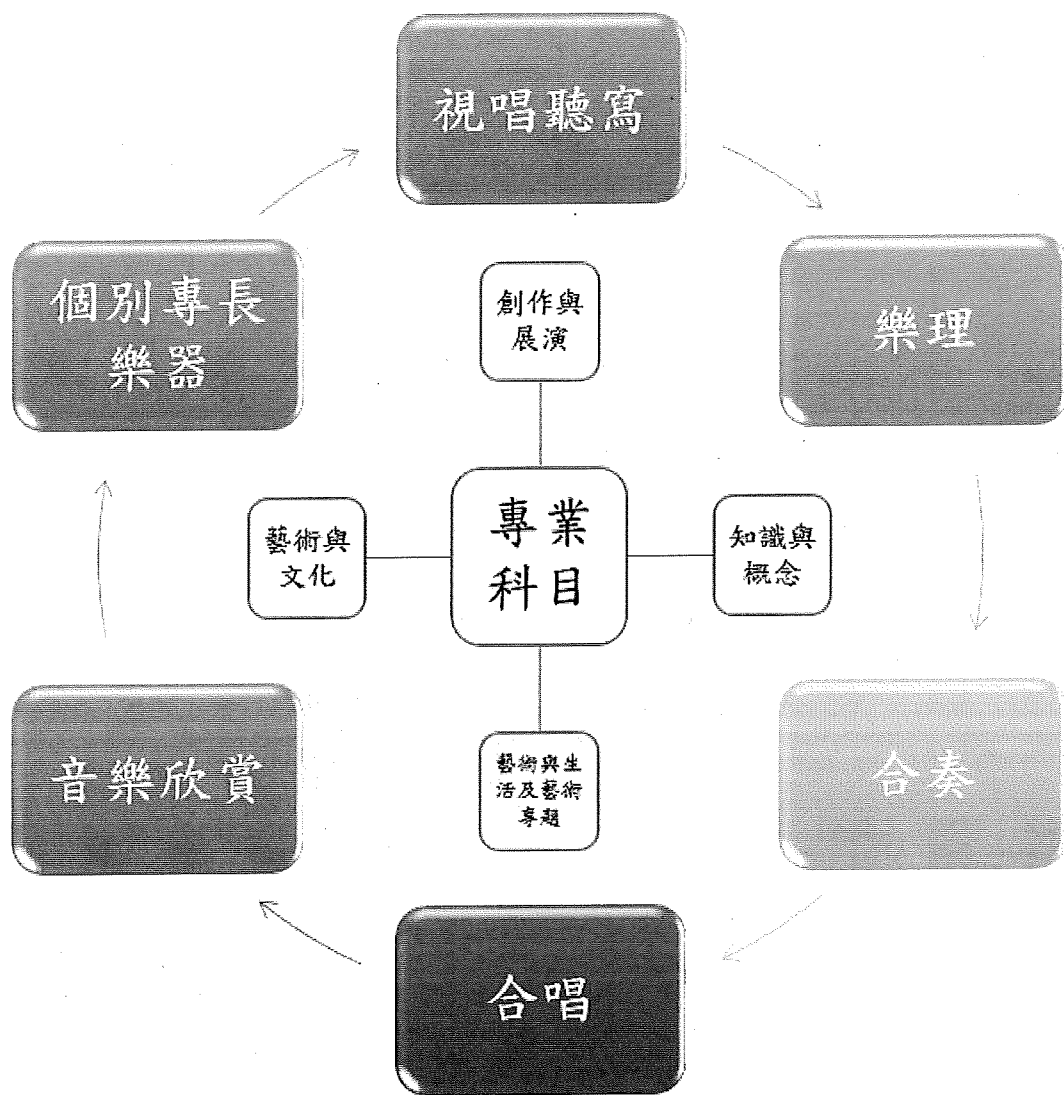 視唱聽寫
個別專長
樂器
創作與
展演
樂理
藝術與
文化
專業
科目
知識與
概念
音樂欣賞
藝術與生
活及藝術
專題
合奏
合唱